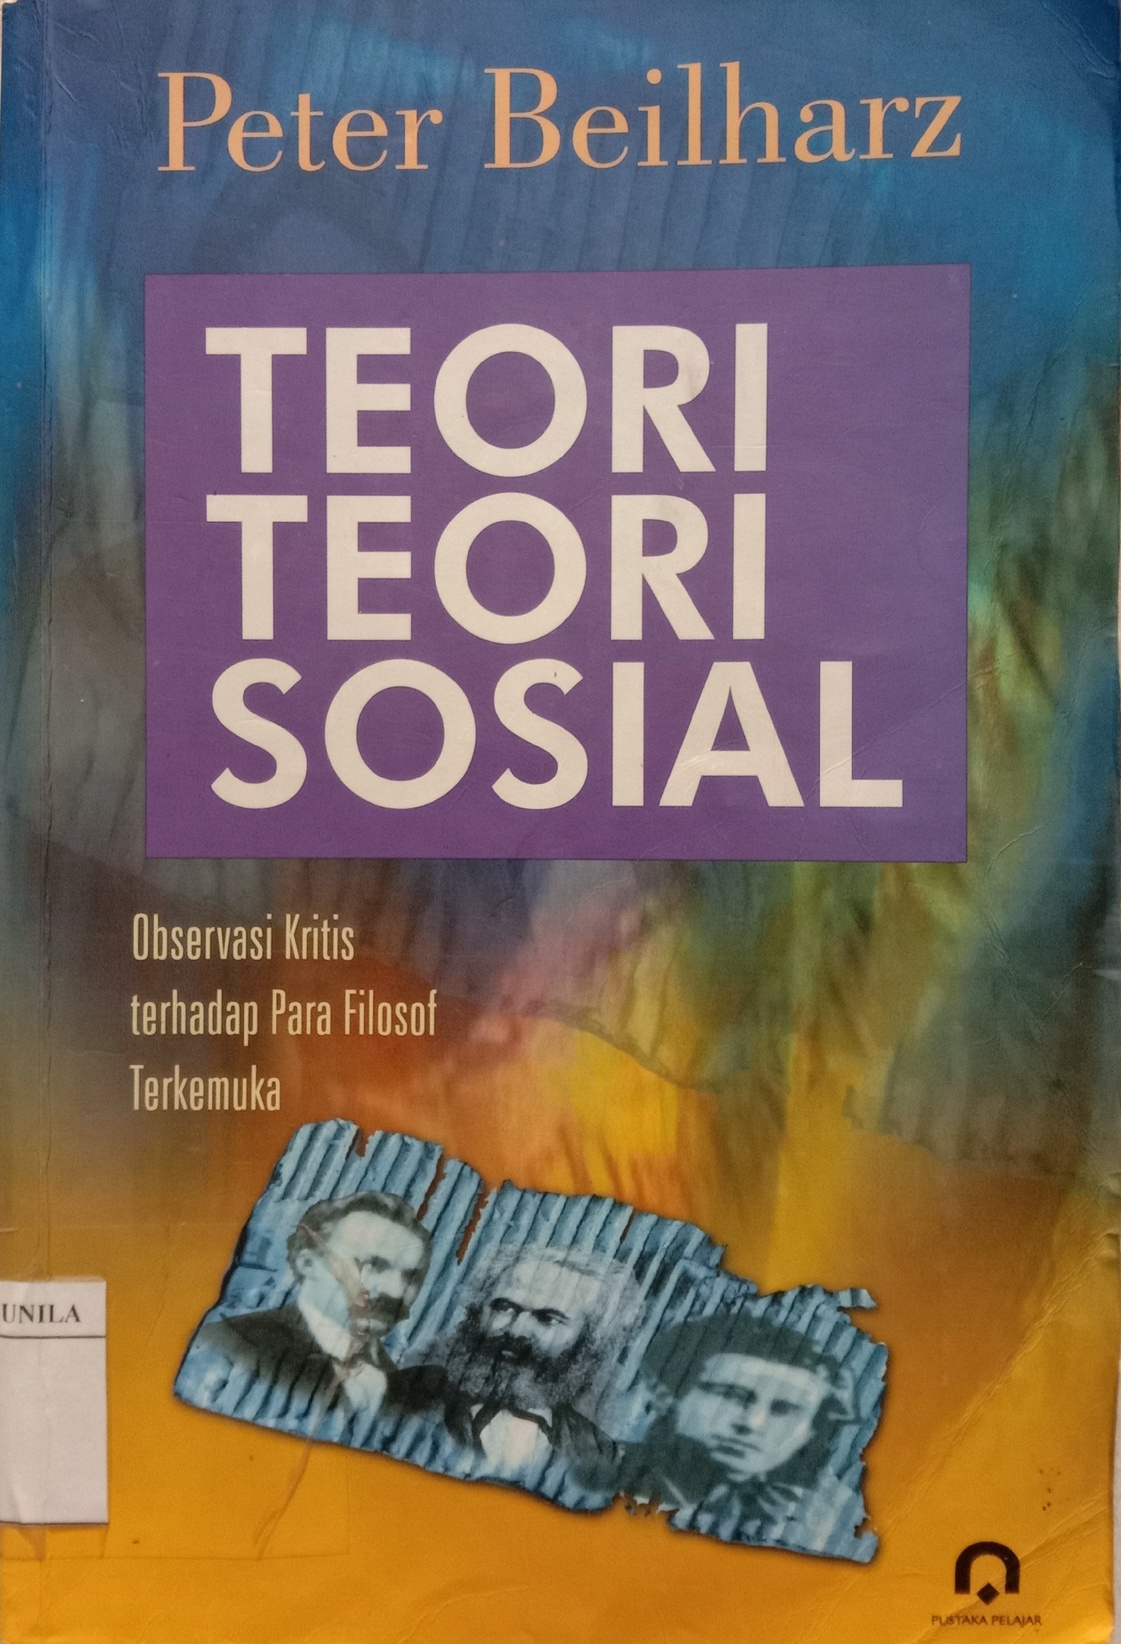 Peter Beilharz
TEORI
TEORI
SOSIAL
Observasi Kritis
terhadap Para Filosof
Terkemuka
UNILA
PUSTAKA PELAJAR